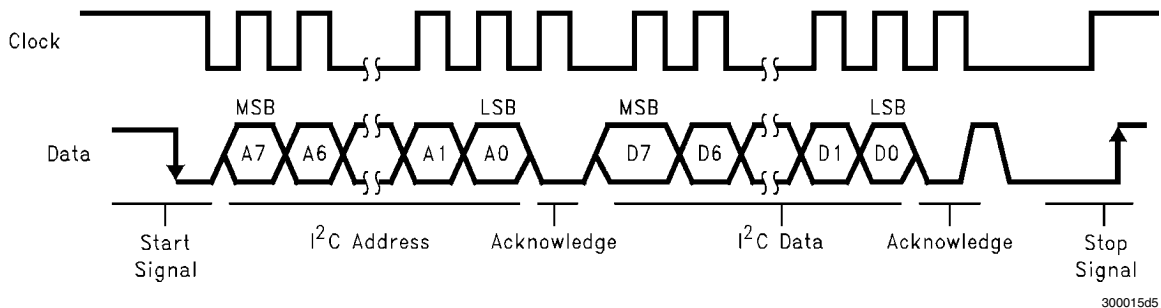 Clock
MSB LSB MSB LSB
Data A7 A6 A1 A0 D7 D6 D1 D0
Start Signal
I²C Address
Acknowledge
I²C Data
Acknowledge
Stop Signal
300015d5